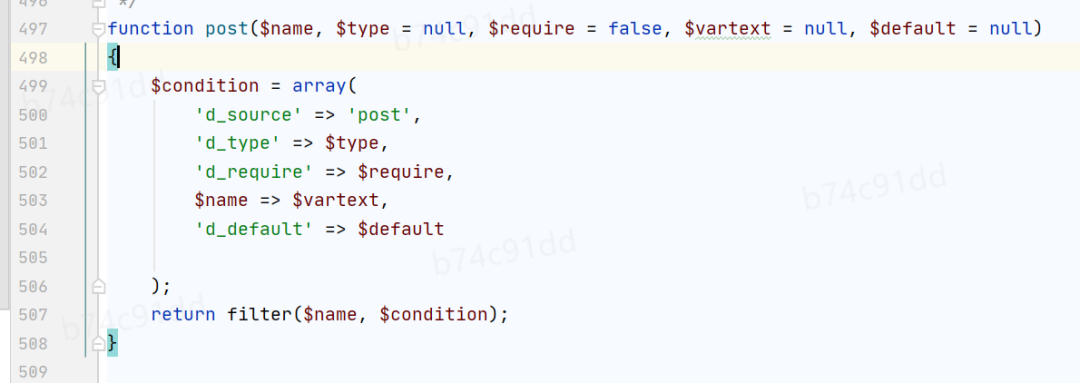 496 */
497 function post($name, $type = null, $require = false, $vartext = null, $default = null)
498 {
499 $condition = array(
500 'd_source' => 'post',
501 'd_type' => $type,
502 'd_require' => $require,
503 $name => $vartext,
504 'd_default' => $default
505
506 );
507 return filter($name, $condition);
508 }
509
b74c91dd
b74c91dd
b74c91dd
b74c91dd
b74c91dd